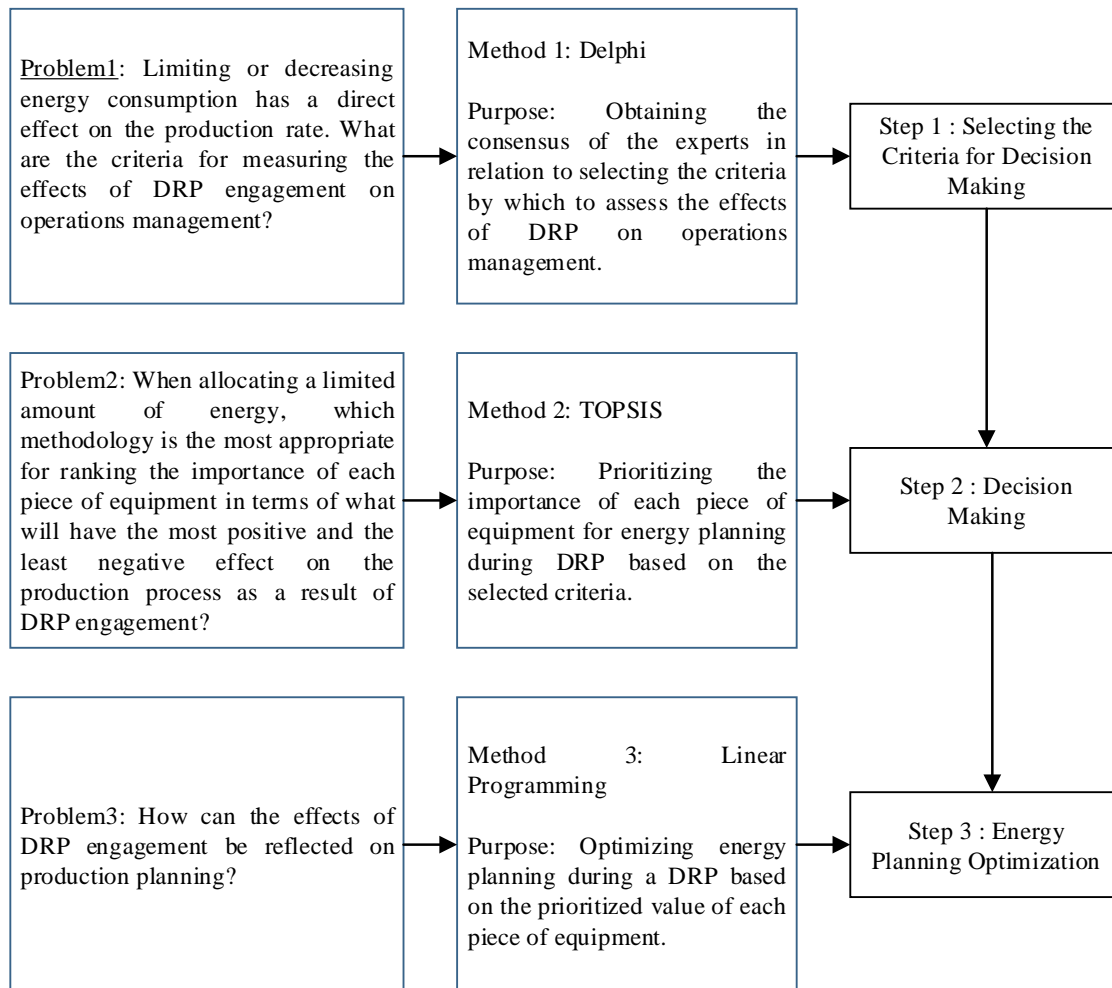 Problem1: Limiting or decreasing
energy consumption has a direct
effect on the production rate. What
are the criteria for measuring the
effects of DRP engagement on
operations management?
Method 1: Delphi
Purpose: Obtaining the
consensus of the experts in
relation to selecting the criteria
by which to assess the effects
of DRP on operations
management.
Step 1 : Selecting the
Criteria for Decision
Making
Problem2: When allocating a limited
amount of energy, which
methodology is the most appropriate
for ranking the importance of each
piece of equipment in terms of what
will have the most positive and the
least negative effect on the
production process as a result of
DRP engagement?
Method 2: TOPSIS
Purpose: Prioritizing the
importance of each piece of
equipment for energy planning
during DRP based on the
selected criteria.
Step 2 : Decision
Making
Problem3: How can the effects of
DRP engagement be reflected on
production planning?
Method 3: Linear
Programming
Purpose: Optimizing energy
planning during a DRP based
on the prioritized value of each
piece of equipment.
Step 3 : Energy
Planning Optimization